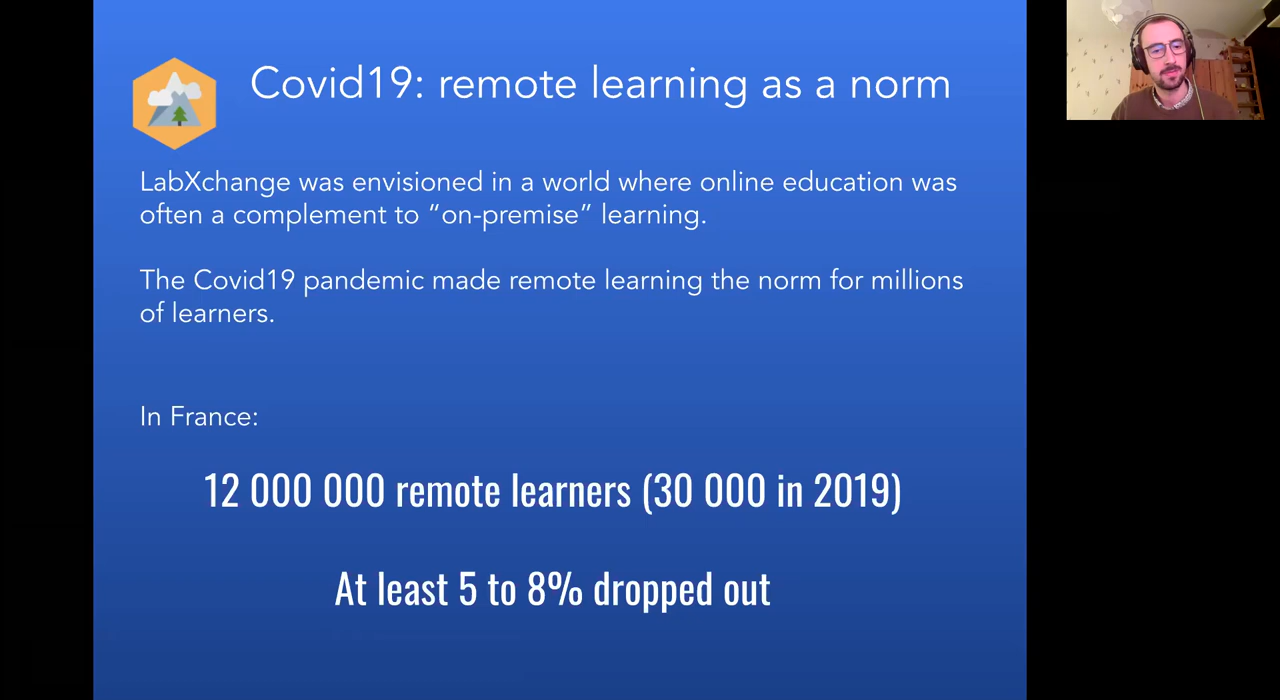 Covid19: remote learning as a norm
LabXchange was envisioned in a world where online education was
often a complement to “on-premise” learning.
The Covid19 pandemic made remote learning the norm for millions
of learners.
In France:
12 000 000 remote learners (30 000 in 2019)
At least 5 to 8% dropped out